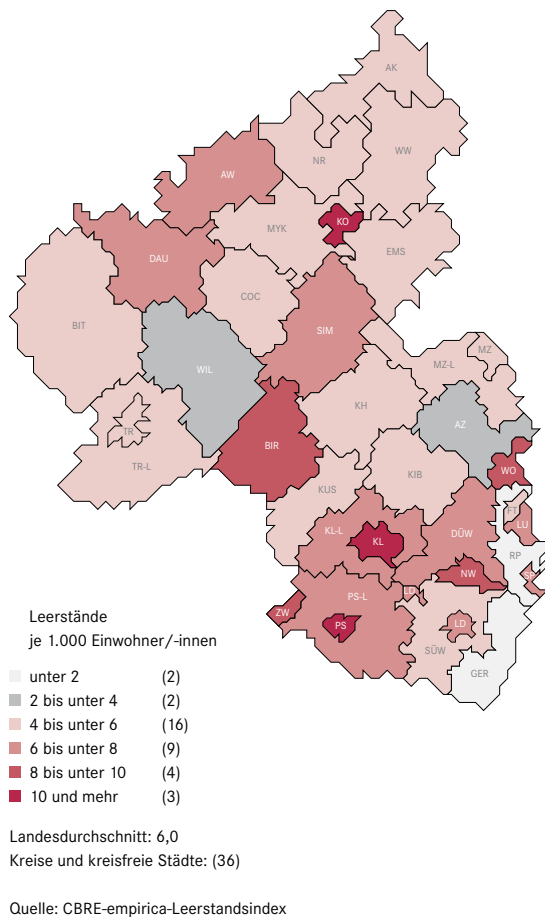 AK
NR
WW
AW
MYK
KO
EMS
DAU
COC
BIT
SIM
WIL
MZ
MZ-L
KH
AZ
TR
TR-L
BIR
WO
KIB
KUS
FT
LU
KL-L
KL
DÜW
RP
NW
SP
LD
PS-L
ZW
PS
LD
SÜW
GER
Leerstände
je 1.000 Einwohner/-innen
unter 2 (2)
2 bis unter 4 (2)
4 bis unter 6 (16)
6 bis unter 8 (9)
8 bis unter 10 (4)
10 und mehr (3)
Landesdurchschnitt: 6,0
Kreise und kreisfreie Städte: (36)
Quelle: CBRE-empirica-Leerstandsindex